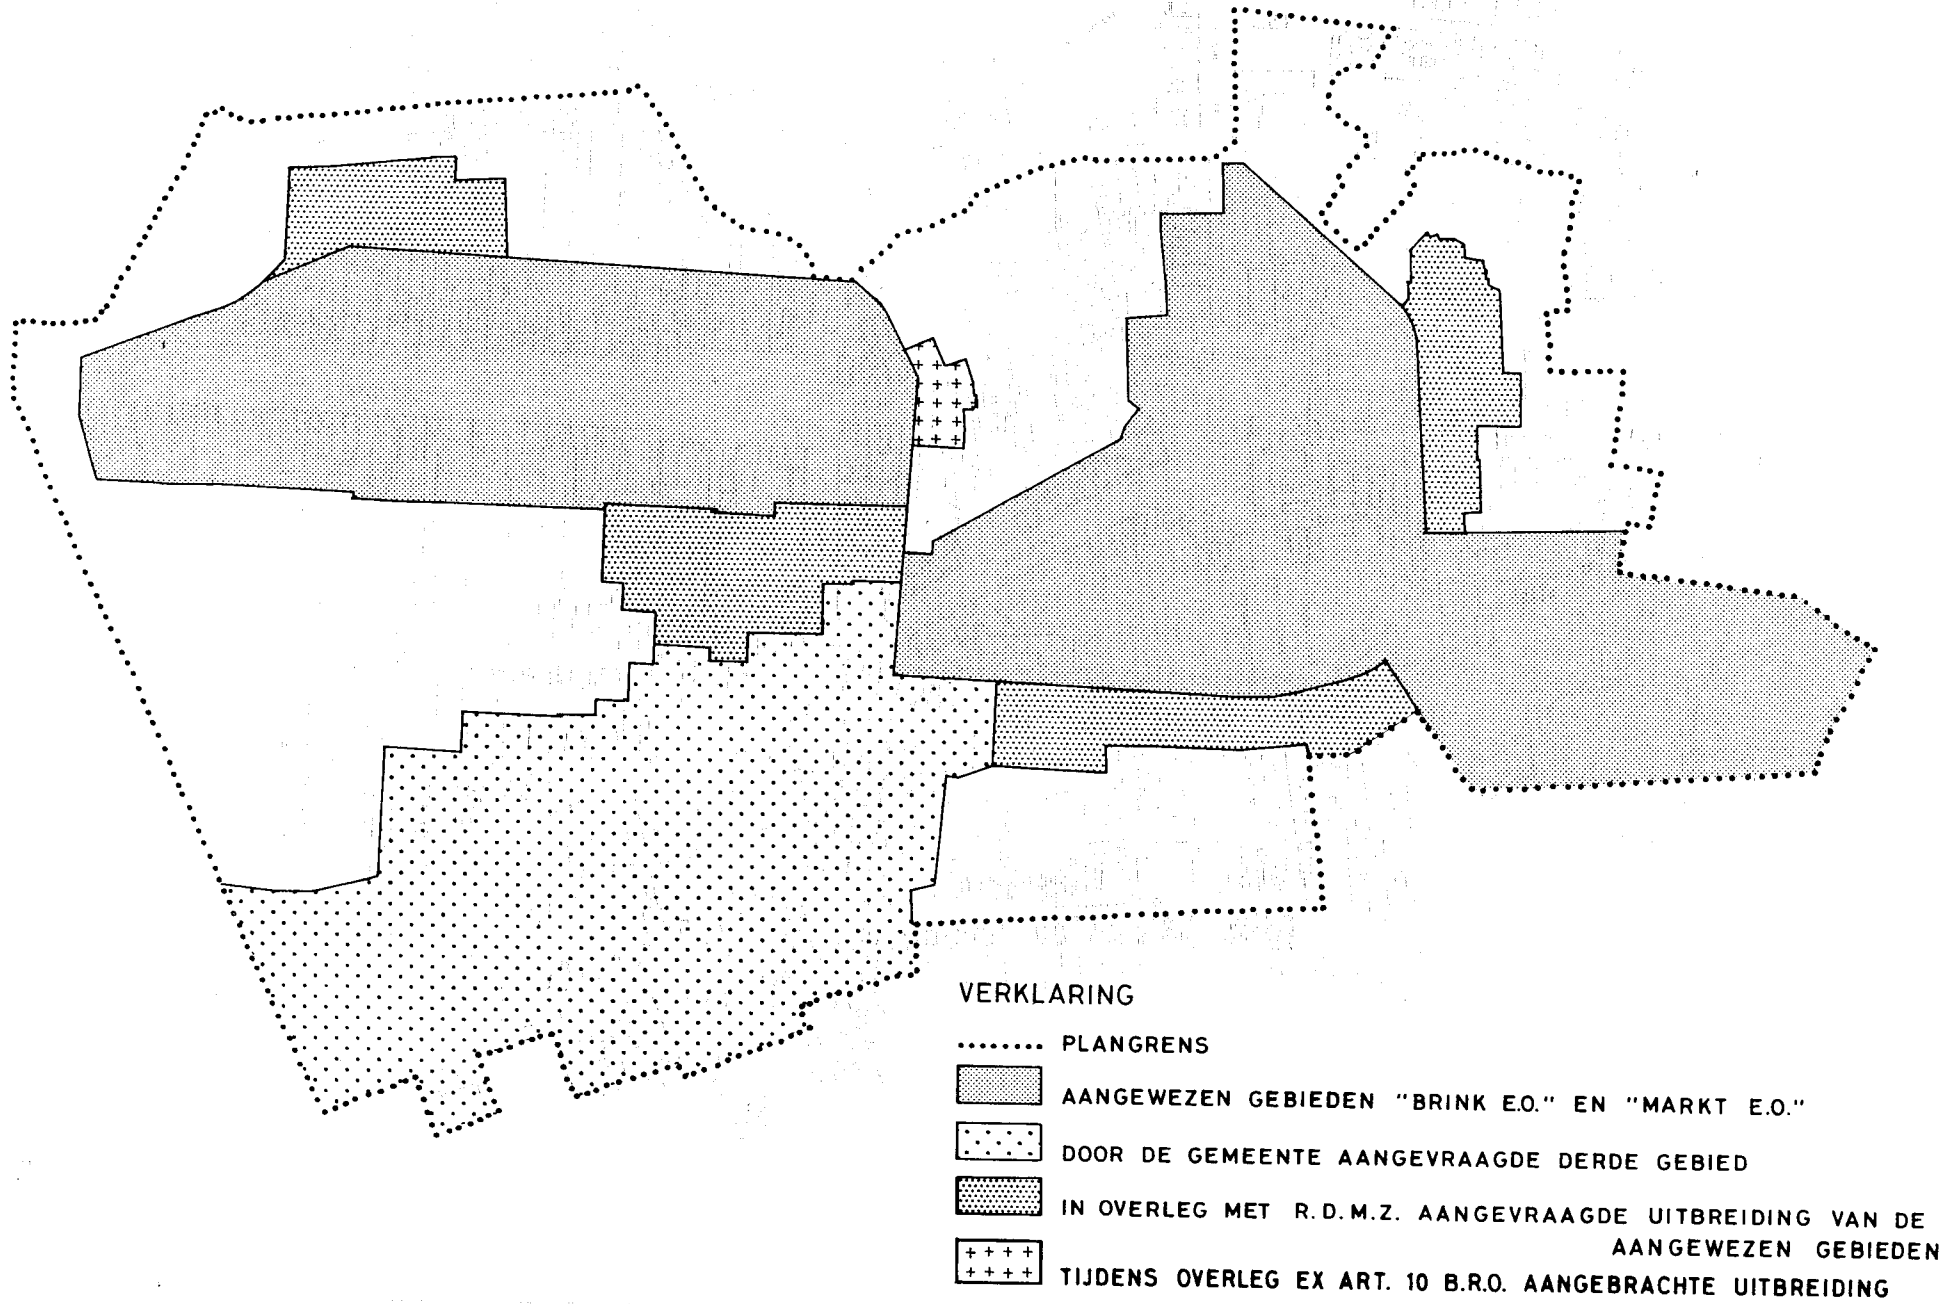 VERKLARING
PLANGRENS
AANGEWEZEN GEBIEDEN "BRINK E.O." EN "MARKT E.O."
DOOR DE GEMEENTE AANGEVRAAGDE DERDE GEBIED
IN OVERLEG MET R.D.M.Z. AANGEVRAAGDE UITBREIDING VAN DE
AANGEWEZEN GEBIEDEN
TIJDENS OVERLEG EX ART. 10 B.R.O. AANGEBRACHTE UITBREIDING